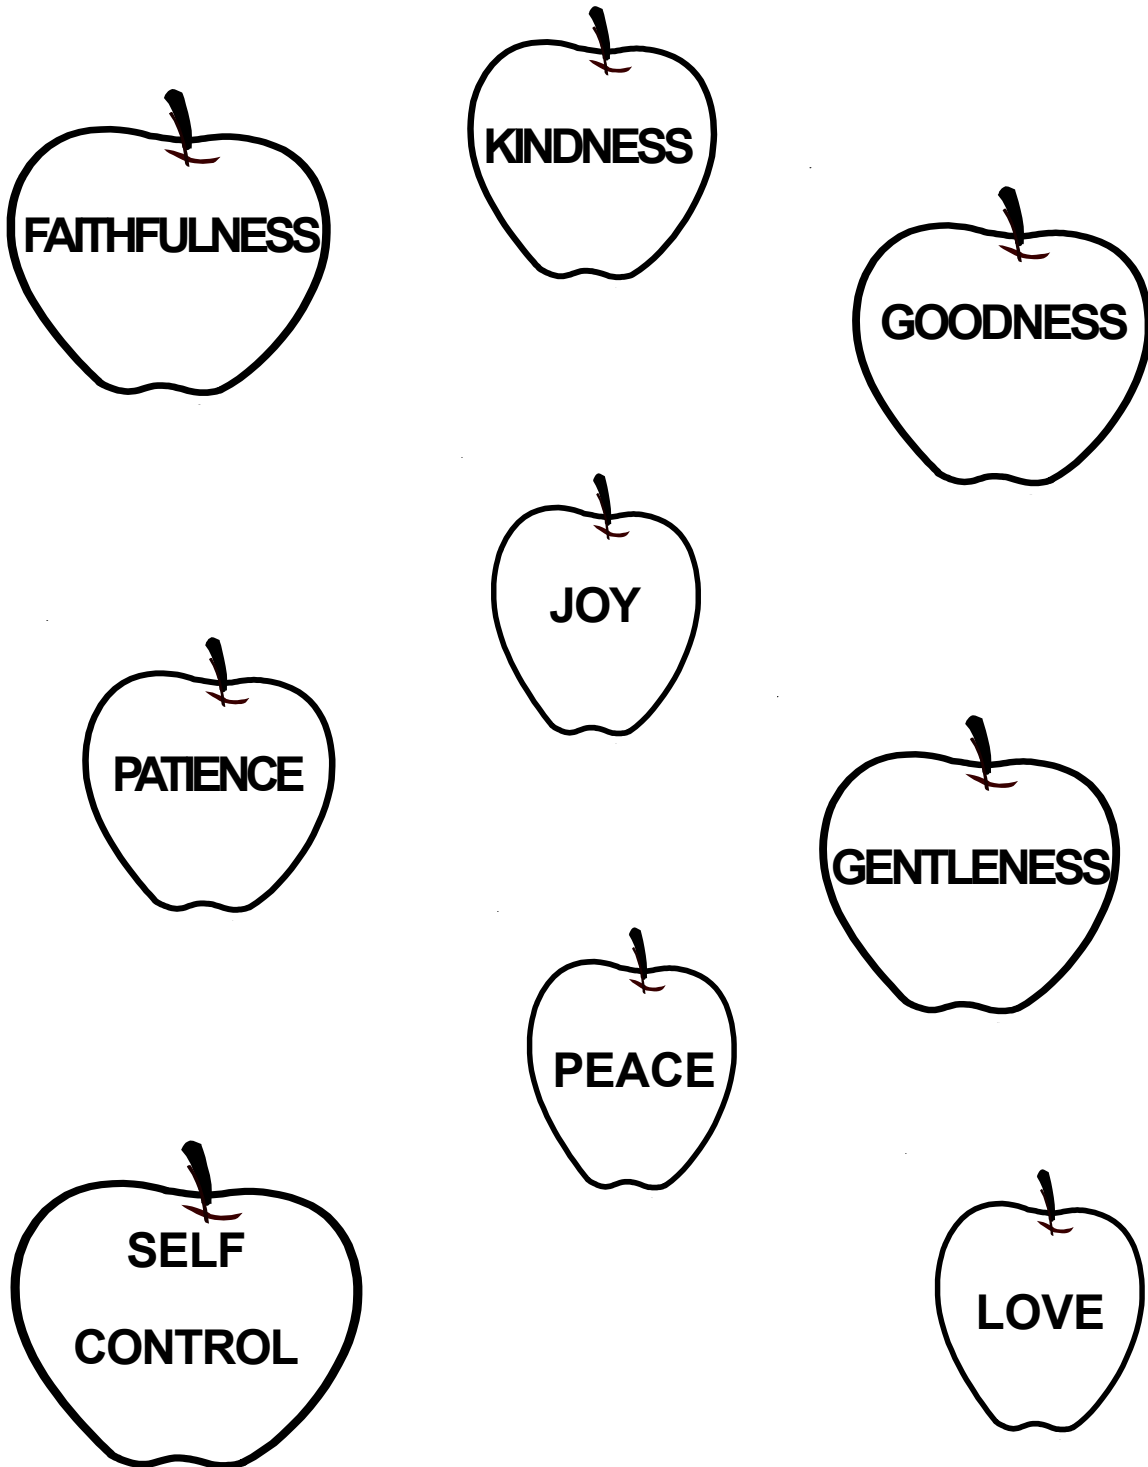 KINDNESS
FAITHFULNESS
GOODNESS
JOY
PATIENCE
GENTLENESS
PEACE
SELF
CONTROL
LOVE